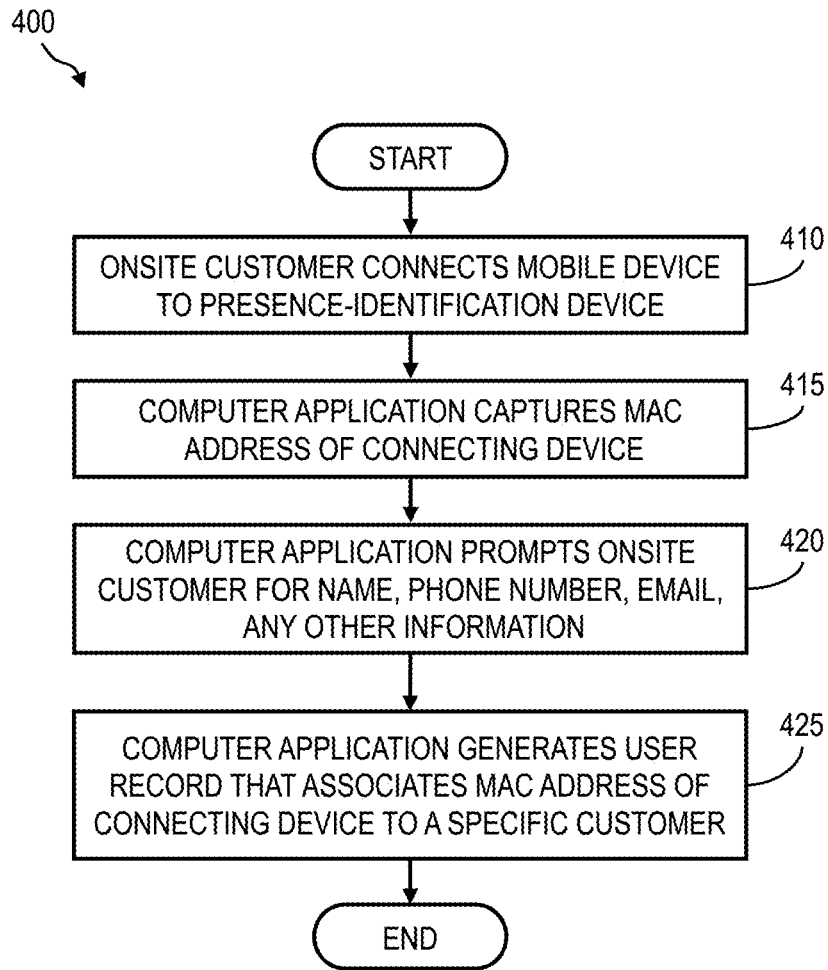 400
START
410
ONSITE CUSTOMER CONNECTS MOBILE DEVICE
TO PRESENCE-IDENTIFICATION DEVICE
415
COMPUTER APPLICATION CAPTURES MAC
ADDRESS OF CONNECTING DEVICE
420
COMPUTER APPLICATION PROMPTS ONSITE
CUSTOMER FOR NAME, PHONE NUMBER, EMAIL,
ANY OTHER INFORMATION
425
COMPUTER APPLICATION GENERATES USER
RECORD THAT ASSOCIATES MAC ADDRESS OF
CONNECTING DEVICE TO A SPECIFIC CUSTOMER
END